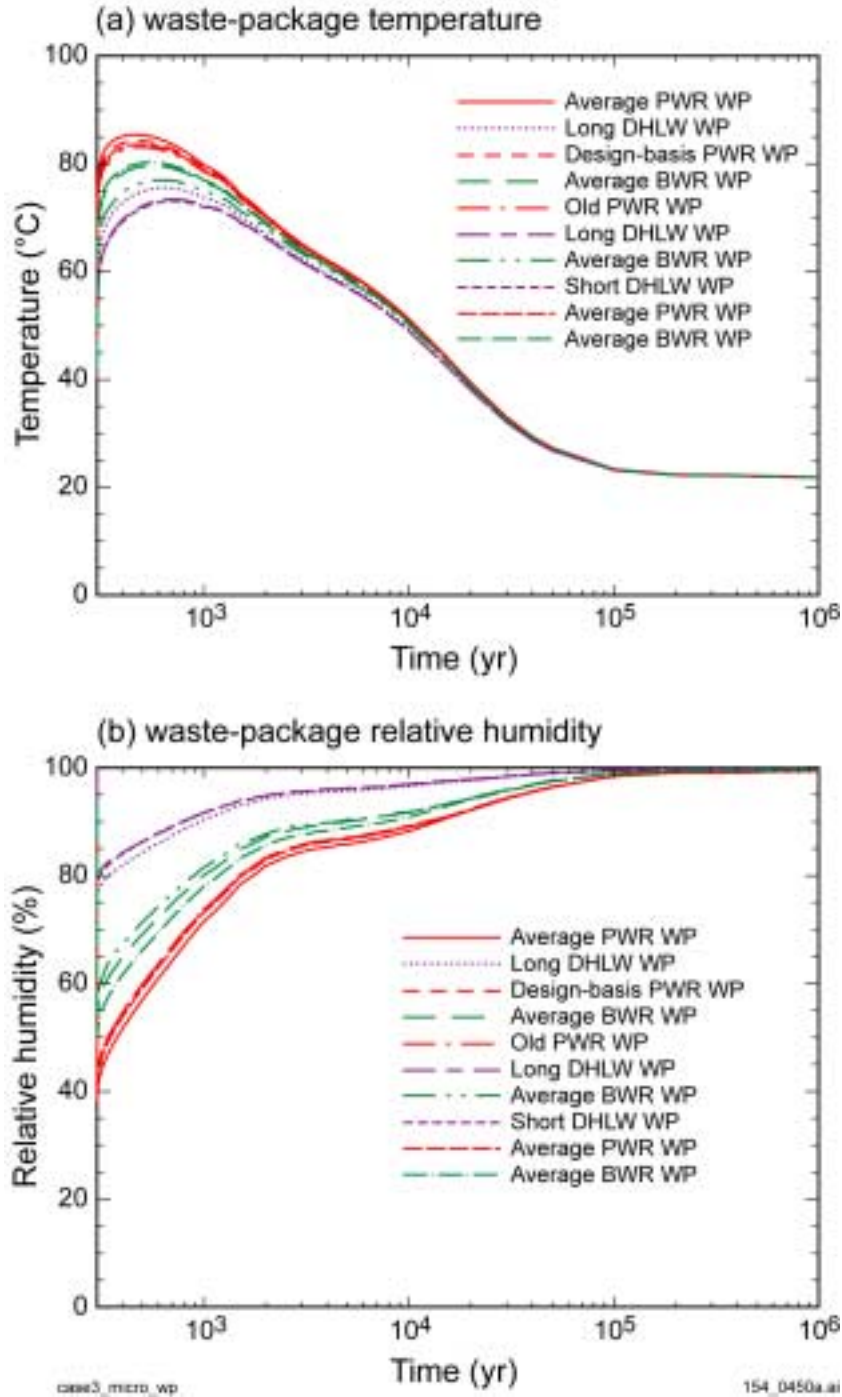 (a) waste-package temperature
100
80
60
40
20
0
Temperature (°C)
Average PWR WP
Long DHLW WP
Design-basis PWR WP
Average BWR WP
Old PWR WP
Long DHLW WP
Average BWR WP
Short DHLW WP
Average PWR WP
Average BWR WP
10³ 10⁴ 10⁵ 10⁶
Time (yr)
(b) waste-package relative humidity
100
80
60
40
20
0
Relative humidity (%)
Average PWR WP
Long DHLW WP
Design-basis PWR WP
Average BWR WP
Old PWR WP
Long DHLW WP
Average BWR WP
Short DHLW WP
Average PWR WP
Average BWR WP
10³ 10⁴ 10⁵ 10⁶
Time (yr)
case3_micro_wp 154_0450a.ai